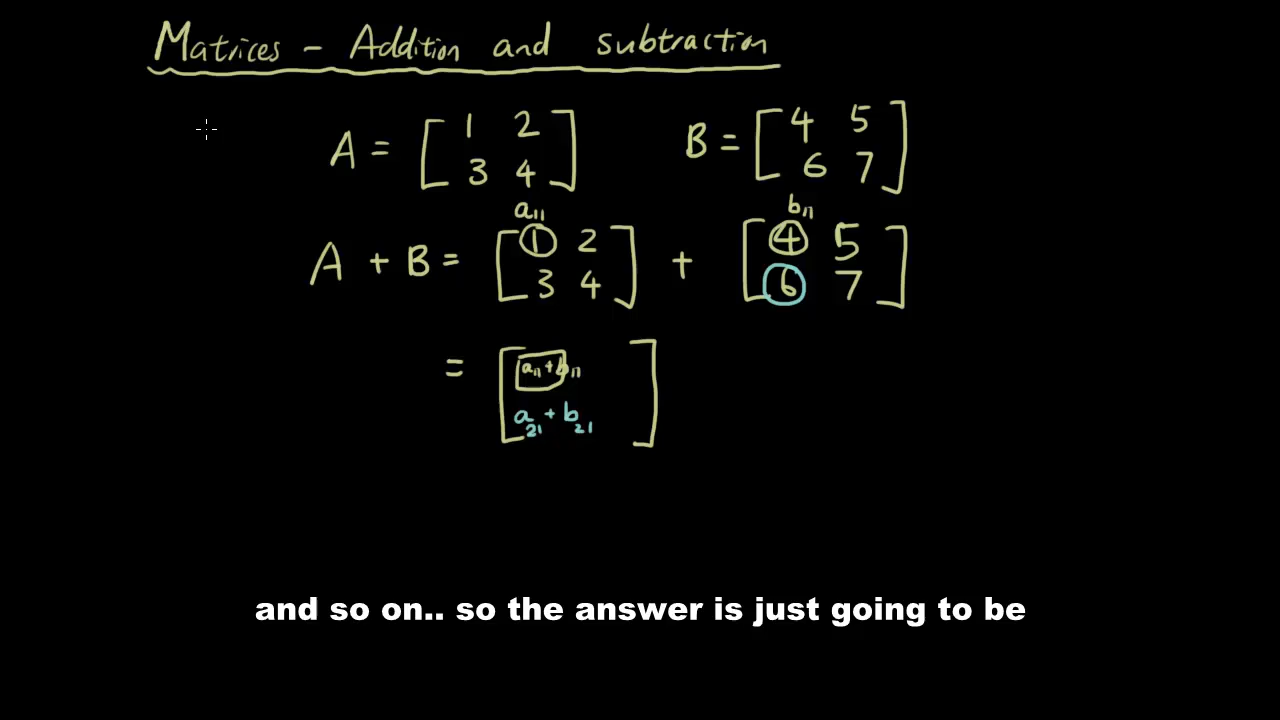 Matrices - Addition and subtraction
A = [ 1 2 B = [ 4 5
3 4 ] 6 7 ]
a11 b11
A + B = [ 1 2 + [ 4 5
3 4 ] 6 7 ]
= [ a11 + b11
a21 + b21 ]
and so on.. so the answer is just going to be